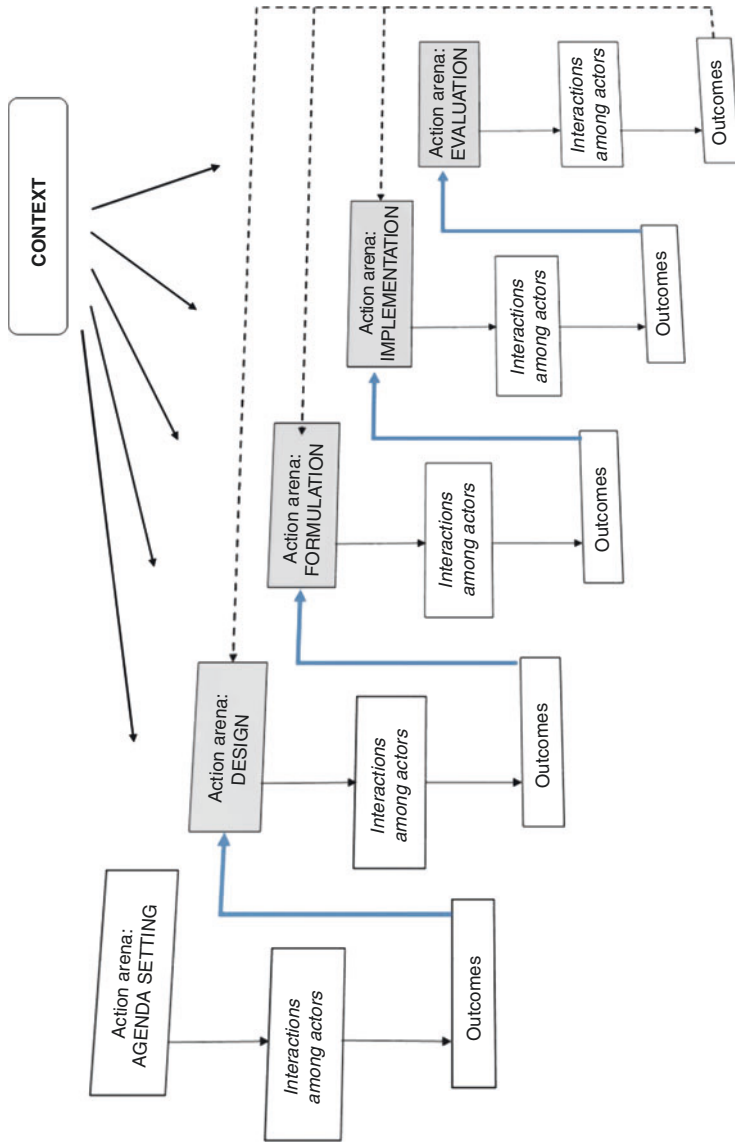 CONTEXT
Action arena:
AGENDA SETTING
Interactions
among actors
Outcomes
Action arena:
DESIGN
Interactions
among actors
Outcomes
Action arena:
FORMULATION
Interactions
among actors
Outcomes
Action arena:
IMPLEMENTATION
Interactions
among actors
Outcomes
Action arena:
EVALUATION
Interactions
among actors
Outcomes